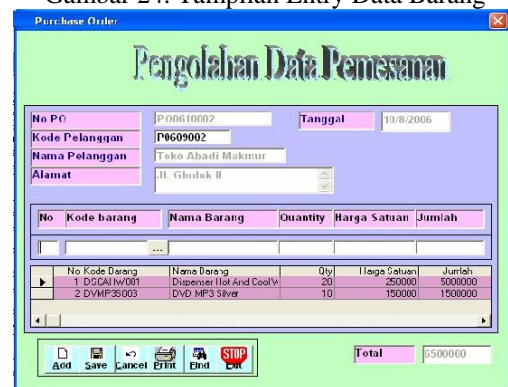 Gambar 24. Tampilan Entry Data Barang
Purchase Order
Pengolahan Data Pemesanan
No PO P00610002 Tanggal 10/8/2006
Kode Pelanggan P0609002
Nama Pelanggan Toko Abadi Makmur
Alamat JL. Glodok II
No Kode barang Nama Barang Quantity Harga Satuan Jumlah
...
No Kode Barang Nama Barang Qty Harga Satuan Jumlah
1 Dispenser Hot And Cool 20 250000 5000000
2 DVMP3S003 DVD MP3 Silver 10 150000 1500000
Add Save Cancel Print Find Exit
STOP
Total 6500000